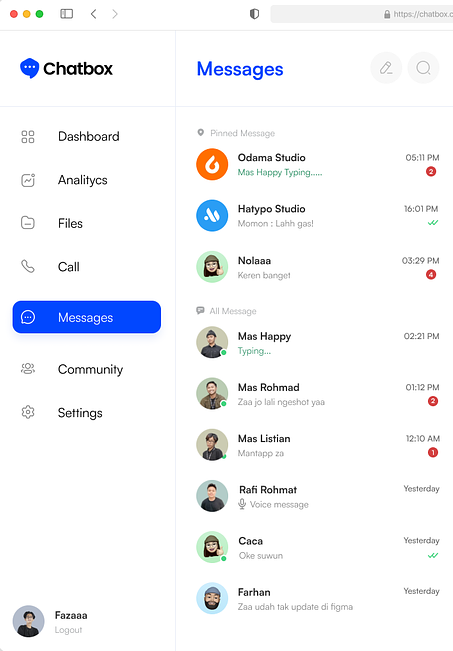 https://chatbox.c
Chatbox
Messages
Dashboard
Analitycs
Files
Call
Messages
Community
Settings
Fazaaa
Logout
Pinned Message
Odama Studio 05:11 PM
Mas Happy Typing..... 2
Hatypo Studio 16:01 PM
Momon : Lahh gas!
Nolaaa 03:29 PM
Keren banget 4
All Message
Mas Happy 02:21 PM
Typing...
Mas Rohmad 01:12 PM
Zaa jo lali ngeshot yaa 2
Mas Listian 12:10 AM
Mantapp za 1
Rafi Rohmat Yesterday
Voice message
Caca Yesterday
Oke suwun
Farhan Yesterday
Zaa udah tak update di figma